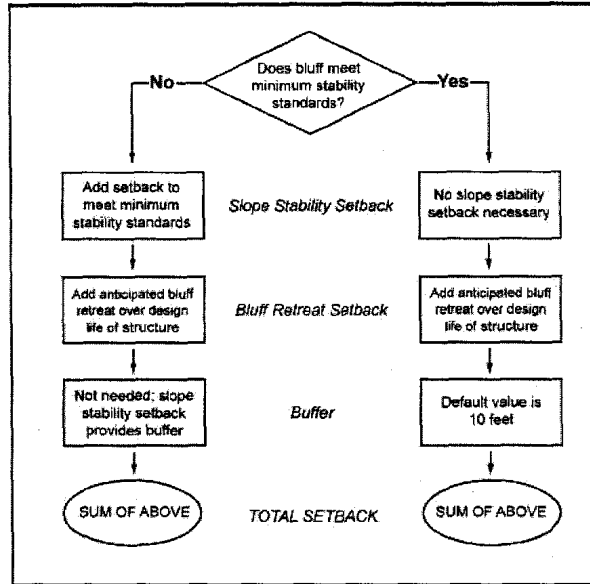 Does bluff meet
minimum stability
standards?
No
Yes
Add setback to
meet minimum
stability standards
Slope Stability Setback
No slope stability
setback necessary
Add anticipated bluff
retreat over design
life of structure
Bluff Retreat Setback
Add anticipated bluff
retreat over design
life of structure
Not needed; slope
stability setback
provides buffer
Buffer
Default value is
10 feet
SUM OF ABOVE
TOTAL SETBACK
SUM OF ABOVE